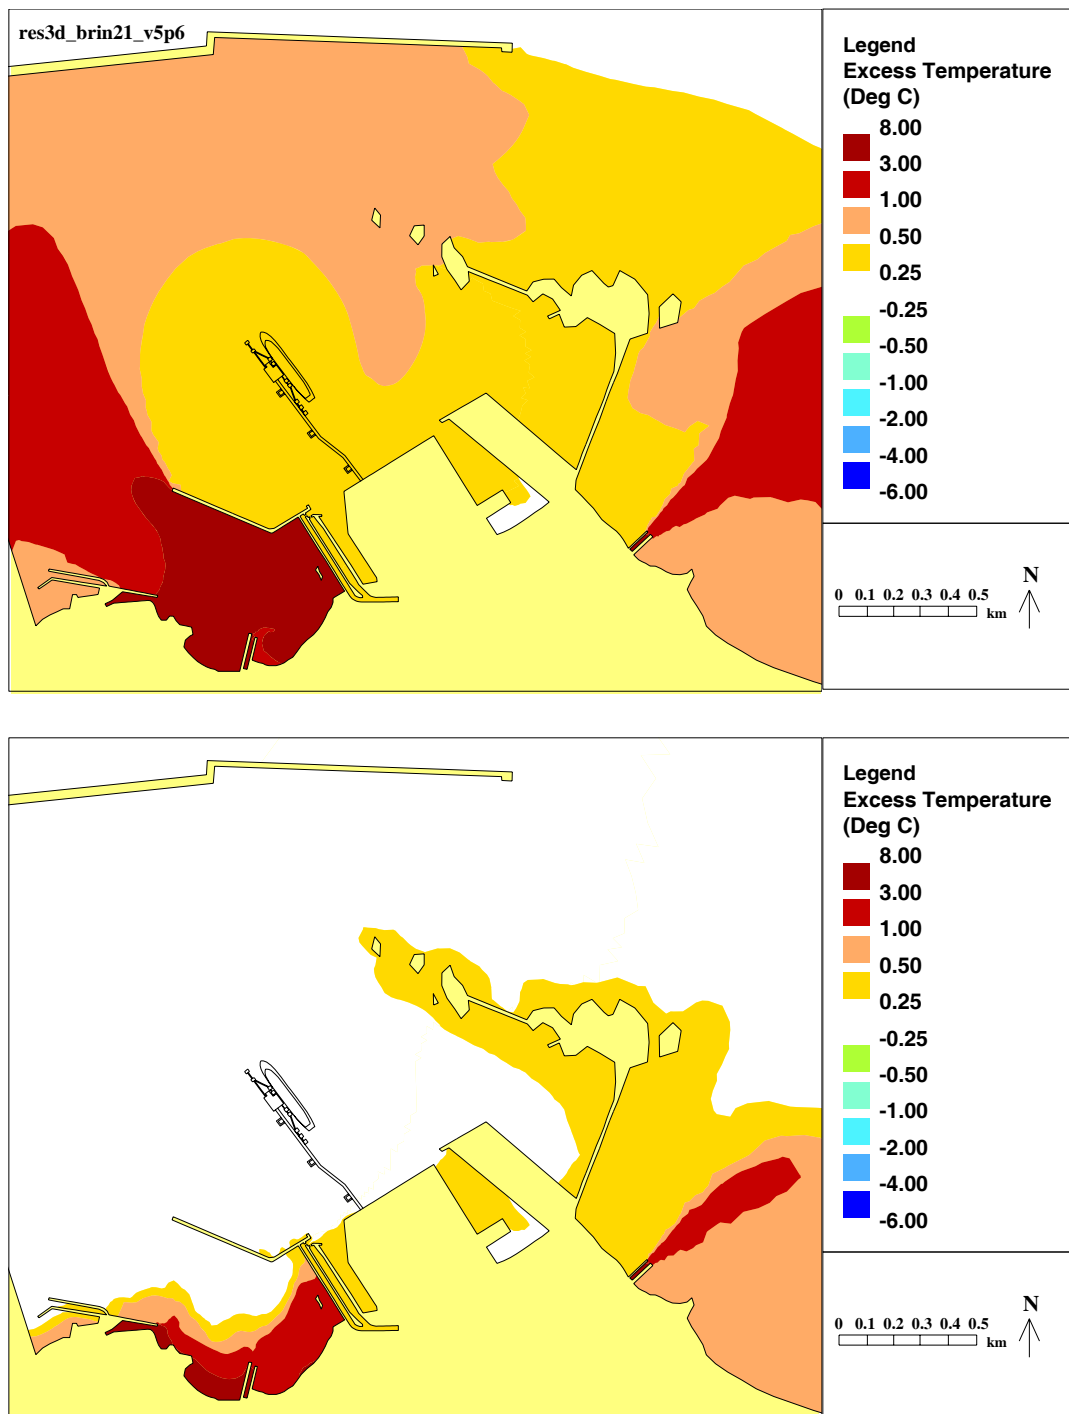 res3d_brin21_v5p6
Legend
Excess Temperature
(Deg C)
8.00
3.00
1.00
0.50
0.25
-0.25
-0.50
-1.00
-2.00
-4.00
-6.00
0 0.1 0.2 0.3 0.4 0.5
km
N
Legend
Excess Temperature
(Deg C)
8.00
3.00
1.00
0.50
0.25
-0.25
-0.50
-1.00
-2.00
-4.00
-6.00
0 0.1 0.2 0.3 0.4 0.5
km
N